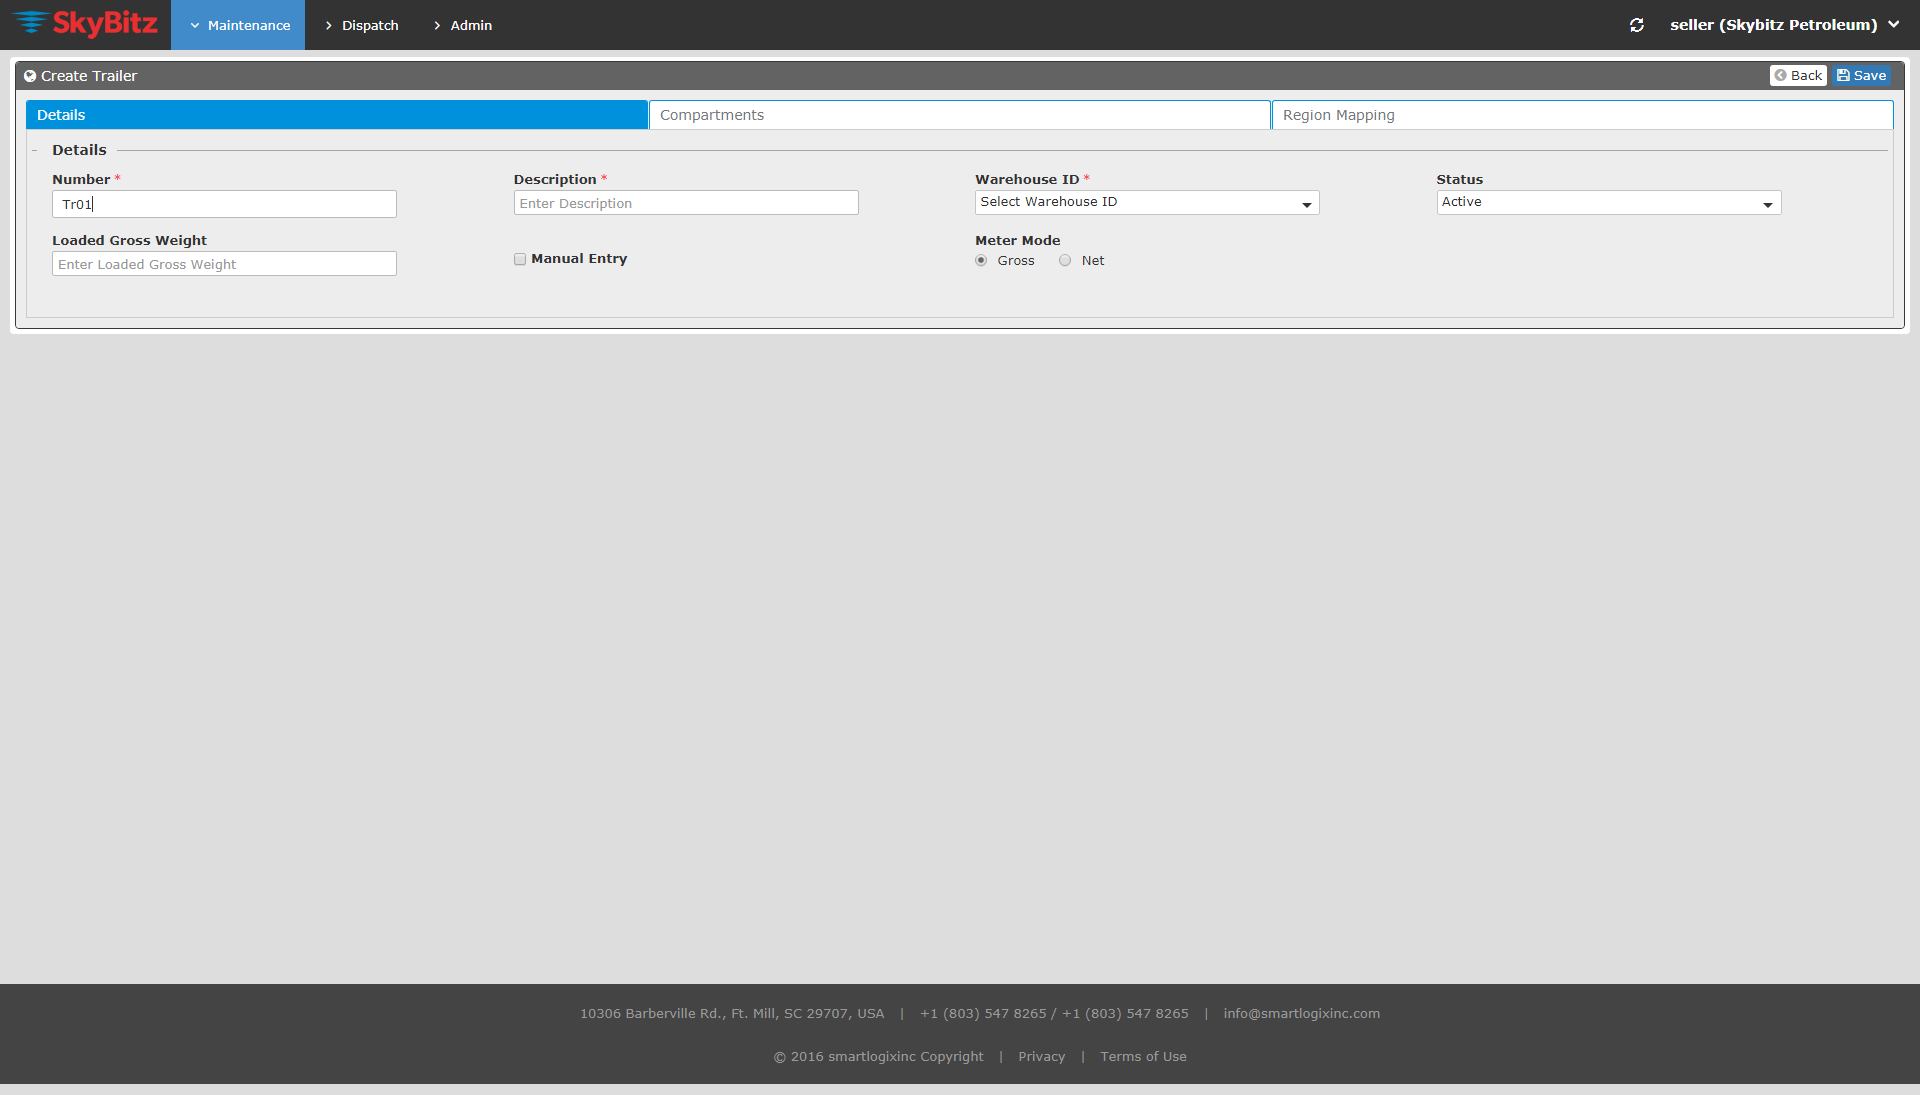 SkyBitz
Maintenance
Dispatch
Admin
seller (Skybitz Petroleum)
Create Trailer
Back
Save
Details
Compartments
Region Mapping
- Details
Number *
Description *
Warehouse ID *
Status
Tr01
Enter Description
Select Warehouse ID
Active
Loaded Gross Weight
Manual Entry
Meter Mode
Enter Loaded Gross Weight
Gross
Net
10306 Barberville Rd., Ft. Mill, SC 29707, USA | +1 (803) 547 8265 / +1 (803) 547 8265 | info@smartlogixinc.com
© 2016 smartlogixinc Copyright | Privacy | Terms of Use